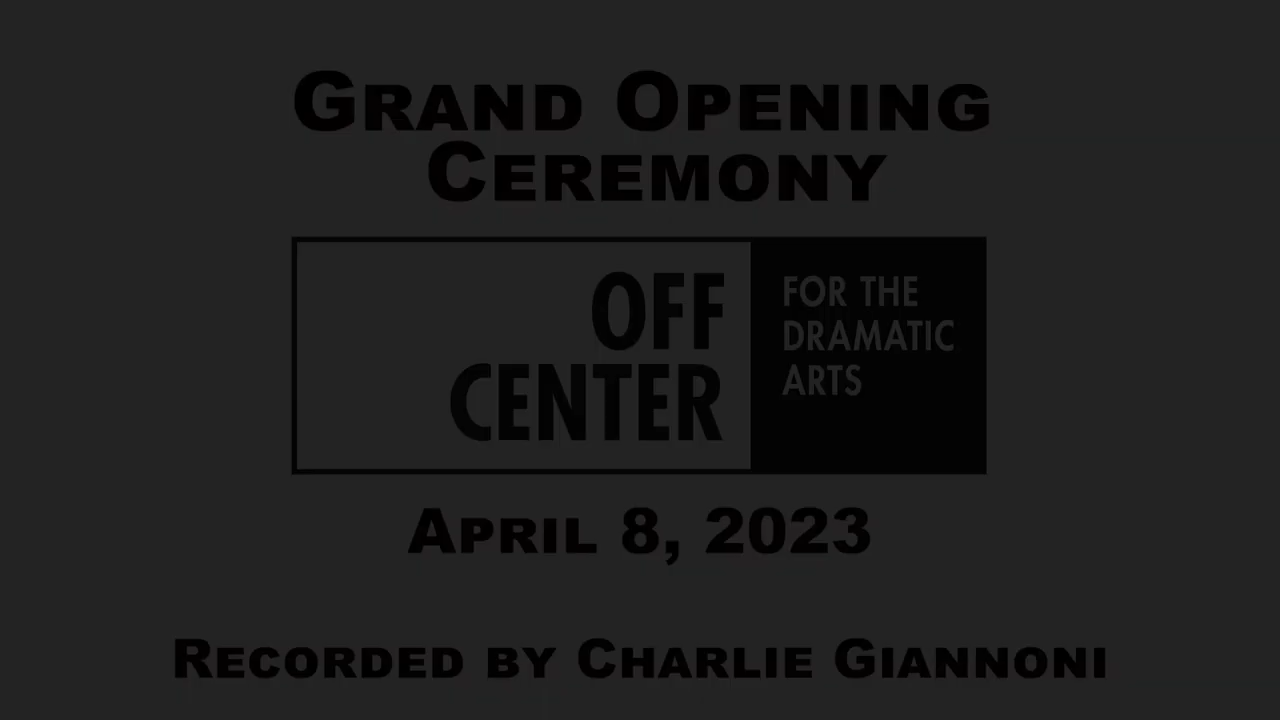 Grand Opening
Ceremony
OFF
CENTER
FOR THE
DRAMATIC
ARTS
April 8, 2023
Recorded by Charlie Giannoni